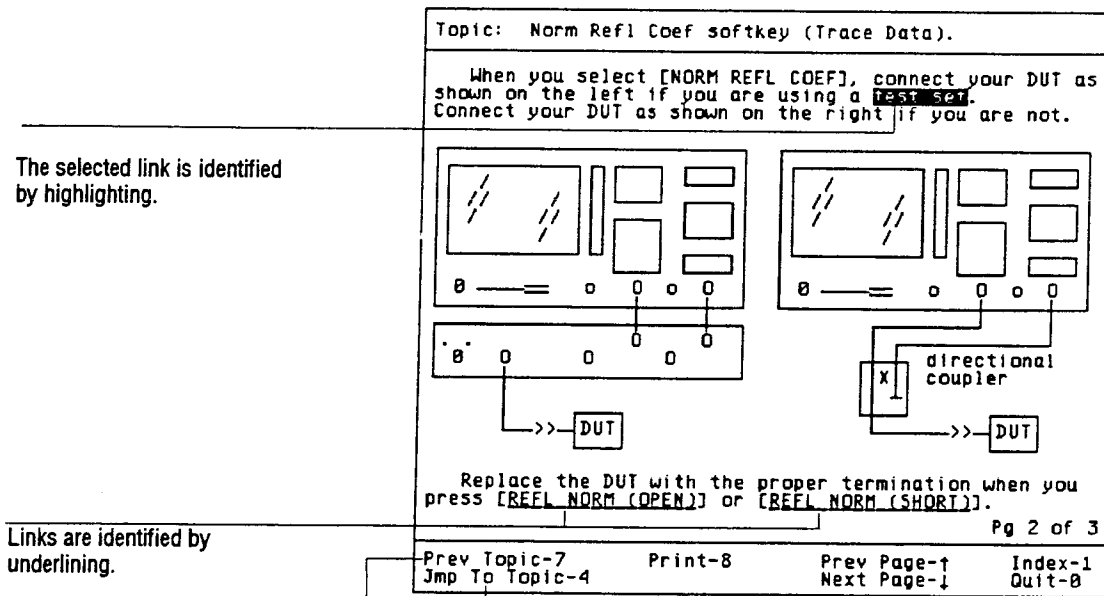 Topic: Norm Refl Coef softkey (Trace Data).
When you select [NORM REFL COEF], connect your DUT as
shown on the left if you are using a test set.
Connect your DUT as shown on the right if you are not.
The selected link is identified
by highlighting.
directional
coupler
X
DUT
DUT
Replace the DUT with the proper termination when you
press [REFL NORM (OPEN)] or [REFL NORM (SHORT)].
Pg 2 of 3
Links are identified by
underlining.
Prev Topic-7 Print-8 Prev Page-↑ Index-1
Jmp To Topic-4 Next Page-↓ Quit-0